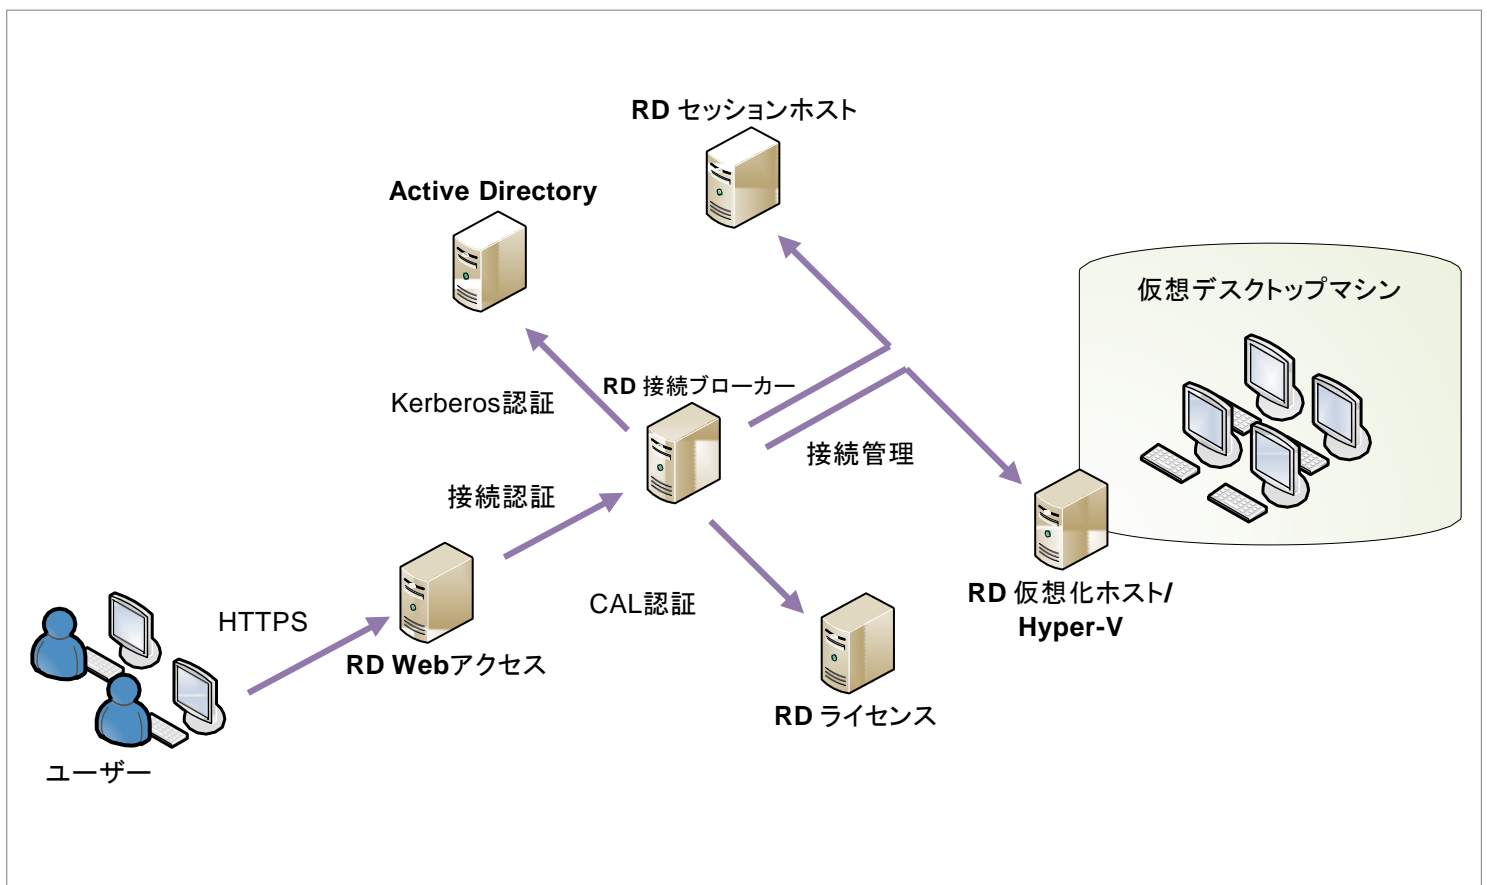 RD セッションホスト
Active Directory
仮想デスクトップマシン
RD 接続ブローカー
Kerberos認証
接続管理
接続認証
CAL認証
RD 仮想化ホスト/
Hyper-V
HTTPS
RD Webアクセス
RD ライセンス
ユーザー